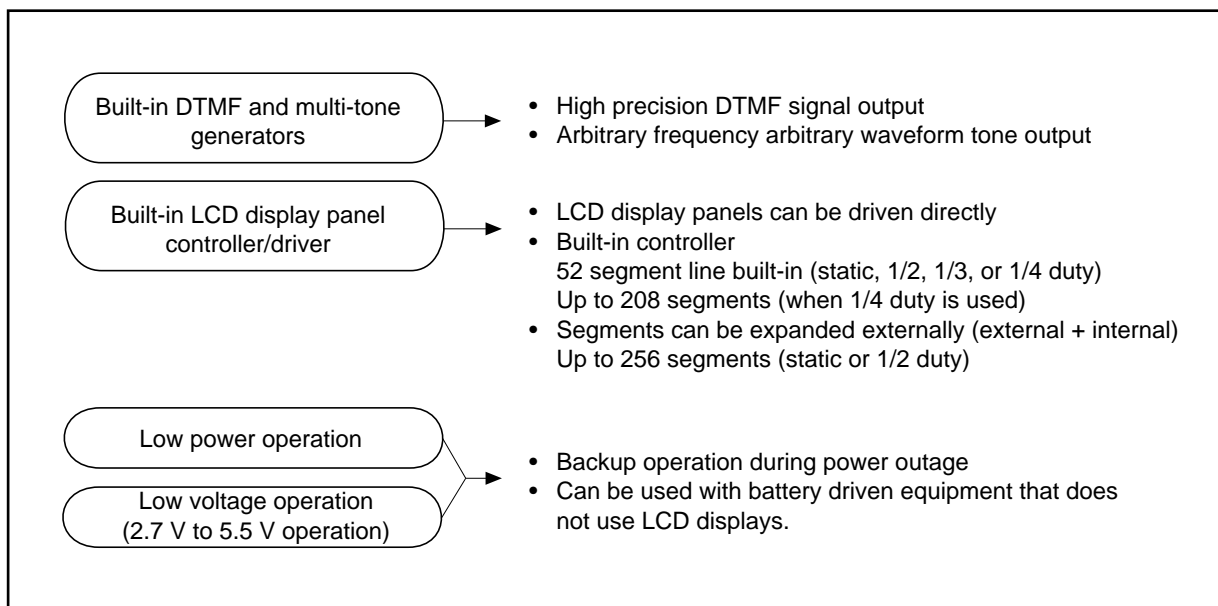 Built-in DTMF and multi-tone
generators
• High precision DTMF signal output
• Arbitrary frequency arbitrary waveform tone output
Built-in LCD display panel
controller/driver
• LCD display panels can be driven directly
• Built-in controller
52 segment line built-in (static, 1/2, 1/3, or 1/4 duty)
Up to 208 segments (when 1/4 duty is used)
• Segments can be expanded externally (external + internal)
Up to 256 segments (static or 1/2 duty)
Low power operation
Low voltage operation
(2.7 V to 5.5 V operation)
• Backup operation during power outage
• Can be used with battery driven equipment that does
not use LCD displays.